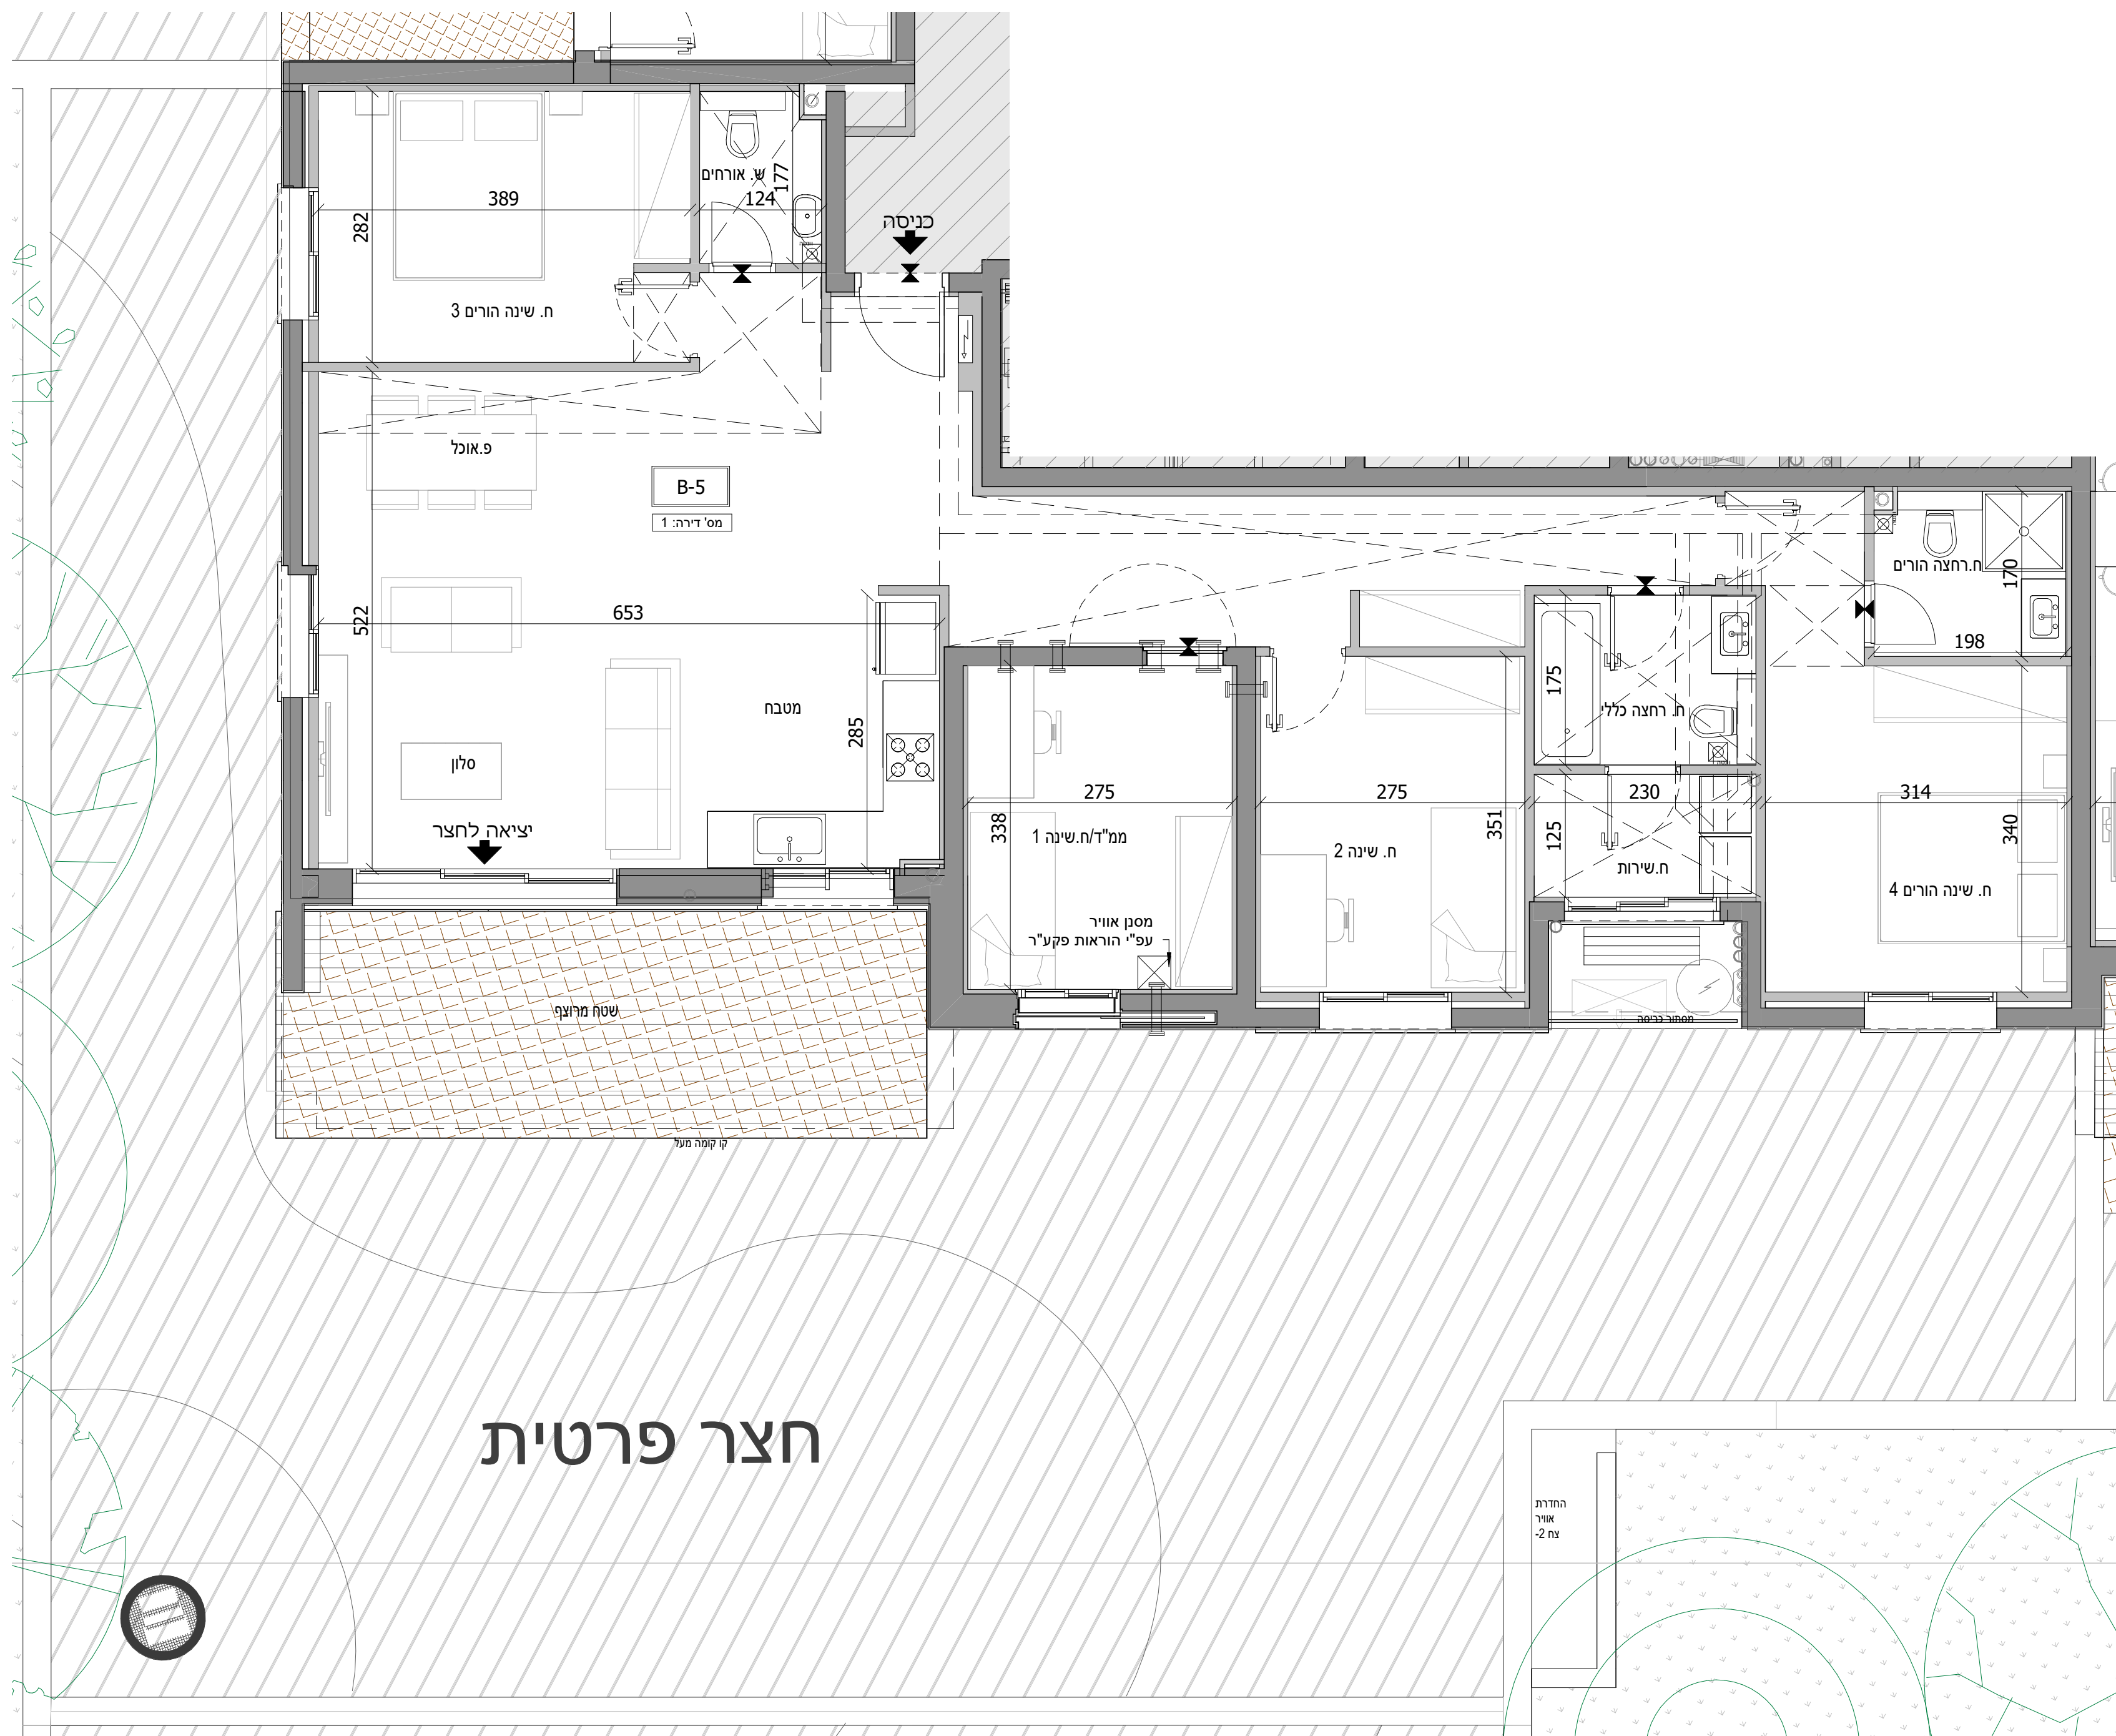 ש. אורחים
177
389
124
כניסה
282
ח. שינה הורים 3
פ.אוכל
B-5
מס' דירה: 1
ח.רחצה הורים
170
522
653
198
175
מטבח
285
ח. רחצה כללי
סלון
275
275
230
314
יציאה לחצר
338
ממ"ד/ח.שינה 1
351
ח. שינה 2
125
340
ח.שירות
ח. שינה הורים 4
מסנן אוויר
עפ"י הוראות פקע"ר
שטח מרוצף
מסתור כביסה
קו קומה מעל
חצר פרטית
החדרת
אוויר
צח 2-